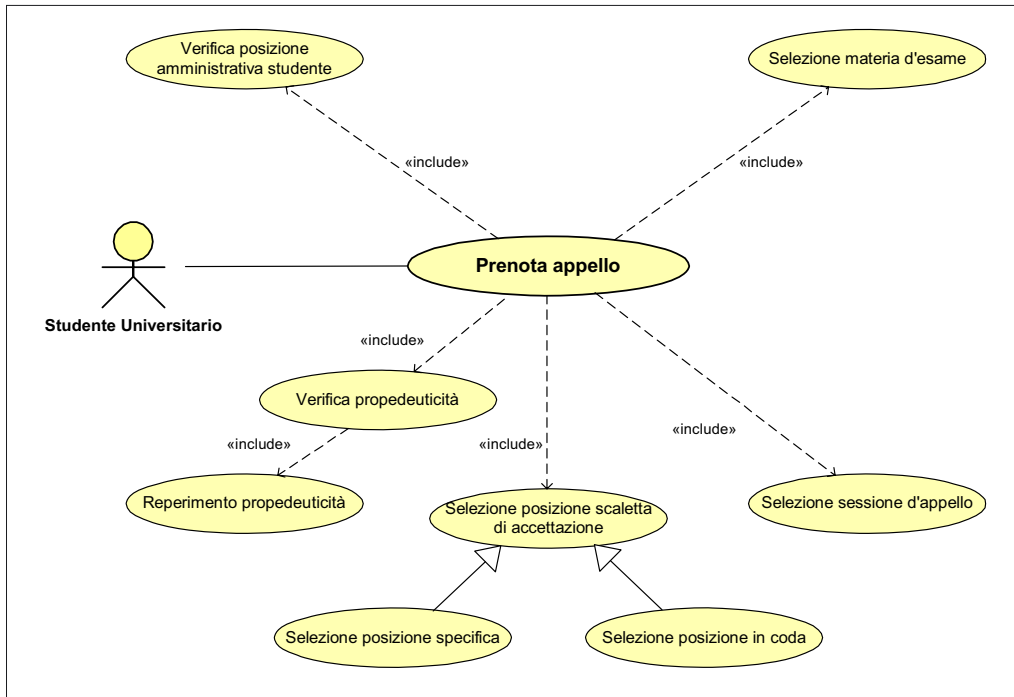 Verifica posizione
amministrativa studente
Selezione materia d'esame
«include»
«include»
Prenota appello
Studente Universitario
«include»
Verifica propedeuticità
«include»
«include»
«include»
Reperimento propedeuticità
Selezione posizione scaletta
di accettazione
Selezione sessione d'appello
Selezione posizione specifica
Selezione posizione in coda